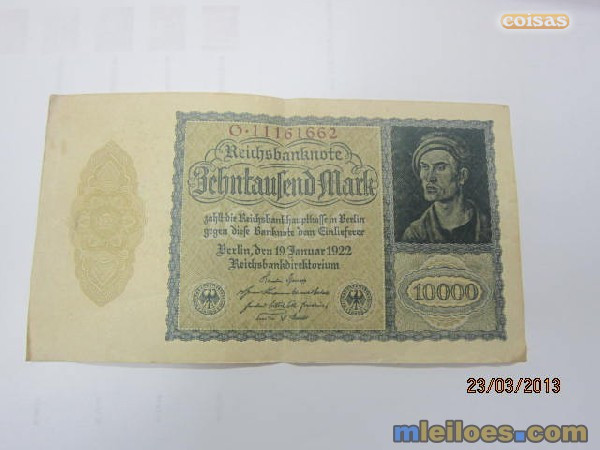 coisas
O·11161662
Reichsbanknote
Zehntausend Mark
zahlt die Reichsbankhauptkasse in Berlin
gegen diese Banknote dem Einlieferer
Berlin, den 19. Januar 1922
Reichsbankdirektorium
10000
23/03/2013
mleiloes.com